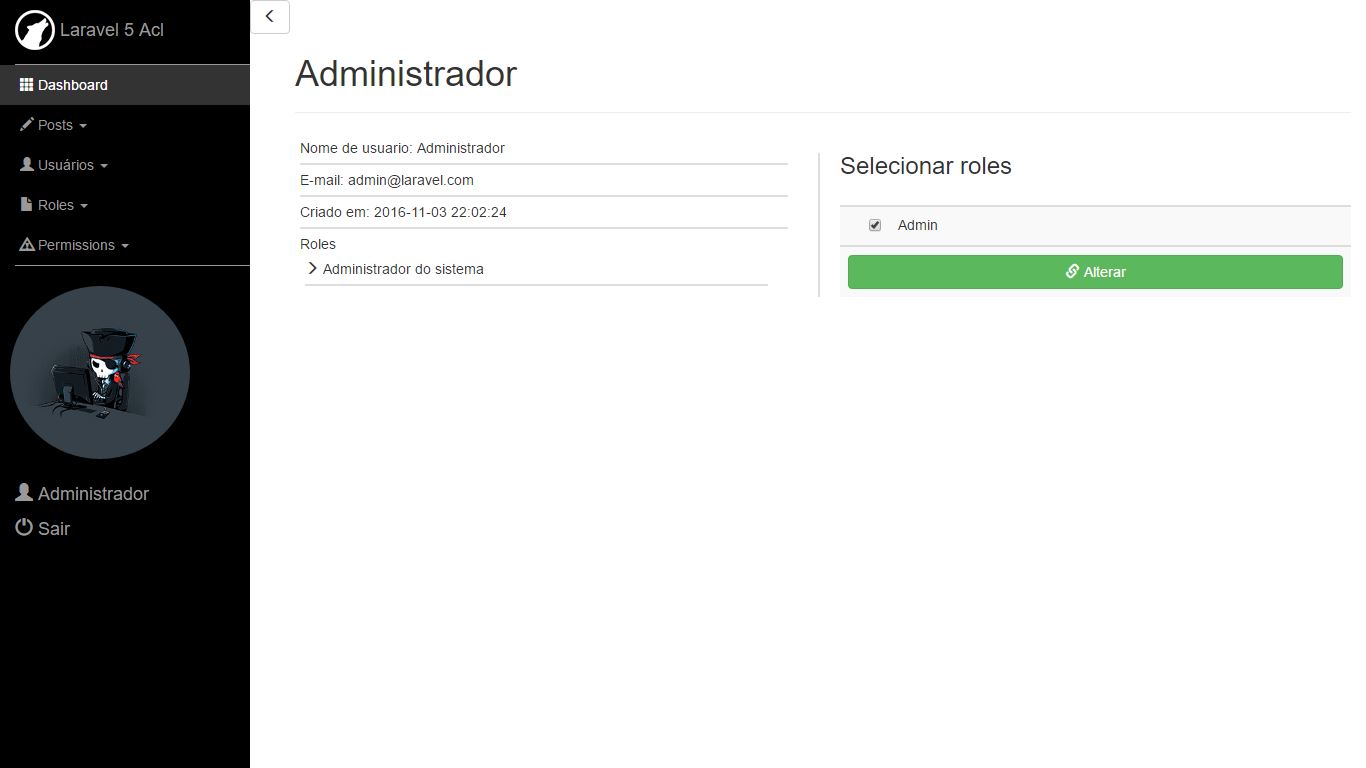 Laravel 5 Acl
Dashboard
Posts
Usuários
Roles
Permissions
Administrador
Sair
Administrador
Nome de usuario: Administrador
E-mail: admin@laravel.com
Criado em: 2016-11-03 22:02:24
Roles
Administrador do sistema
Selecionar roles
Admin
Alterar